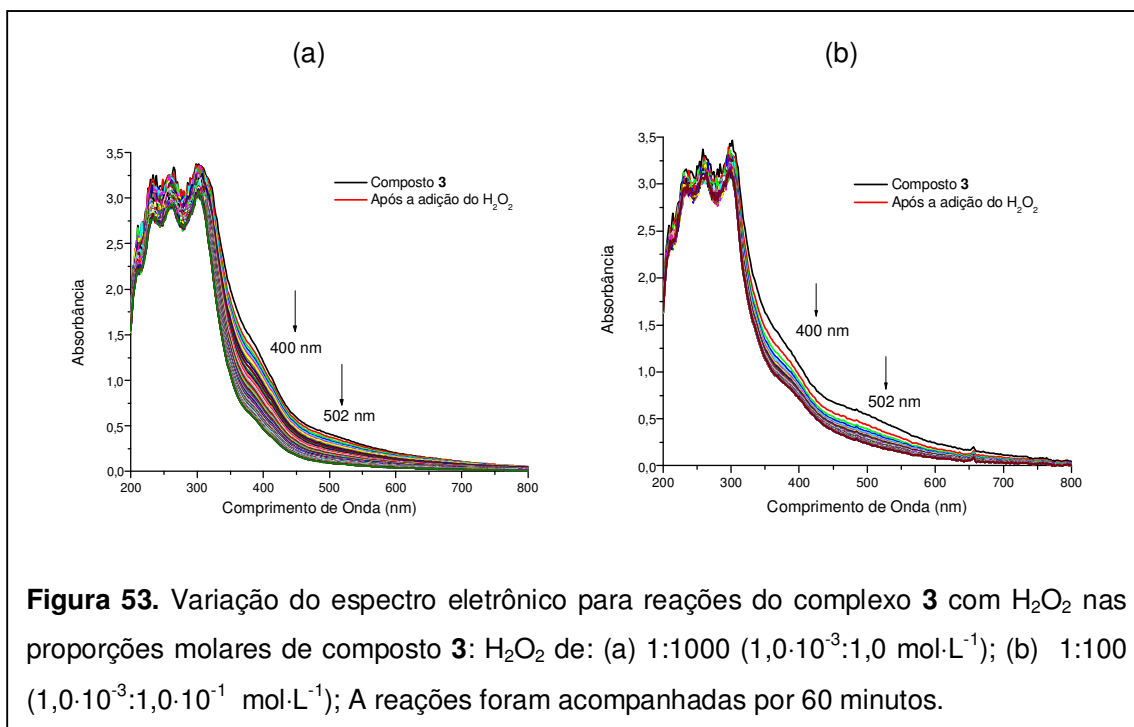 (a)
(b)
3,5
3,0
2,5
2,0
1,5
1,0
0,5
0,0
200 300 400 500 600 700 800
Absorbância
Comprimento de Onda (nm)
Composto 3
Após a adição do H₂O₂
400 nm
502 nm
3,5
3,0
2,5
2,0
1,5
1,0
0,5
0,0
200 300 400 500 600 700 800
Absorbância
Comprimento de Onda (nm)
Composto 3
Após a adição do H₂O₂
400 nm
502 nm
Figura 53. Variação do espectro eletrônico para reações do complexo 3 com H₂O₂ nas
proporções molares de composto 3: H₂O₂ de: (a) 1:1000 (1,0·10⁻³:1,0 mol·L⁻¹); (b) 1:100
(1,0·10⁻³:1,0·10⁻¹ mol·L⁻¹); A reações foram acompanhadas por 60 minutos.